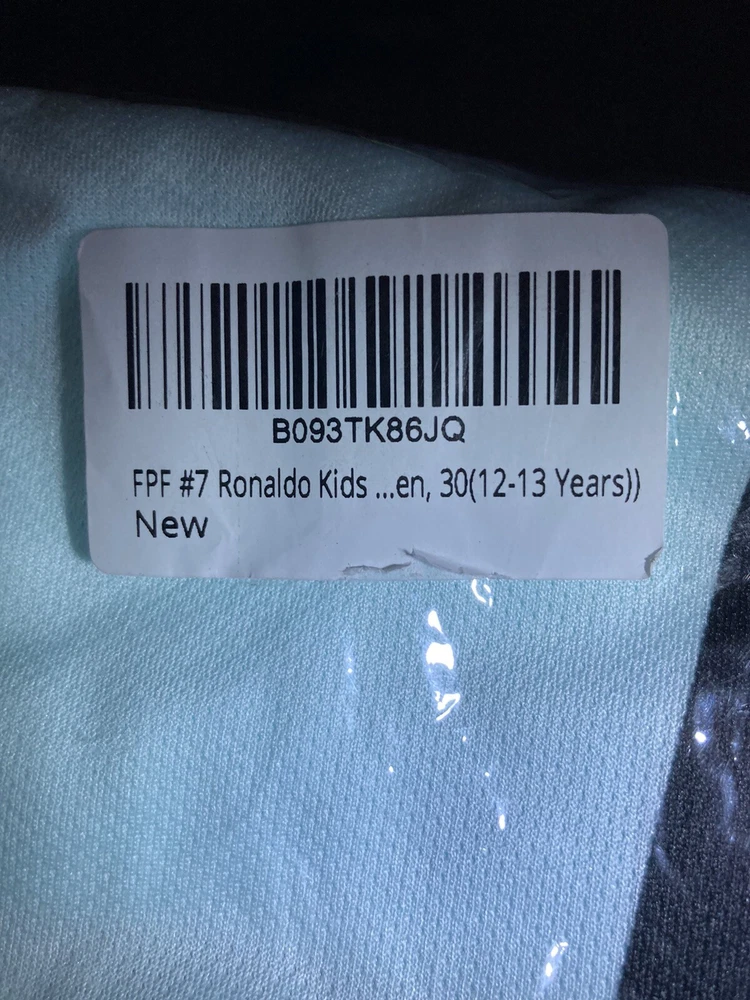 B093TK86JQ
FPF #7 Ronaldo Kids ...en, 30(12-13 Years))
New